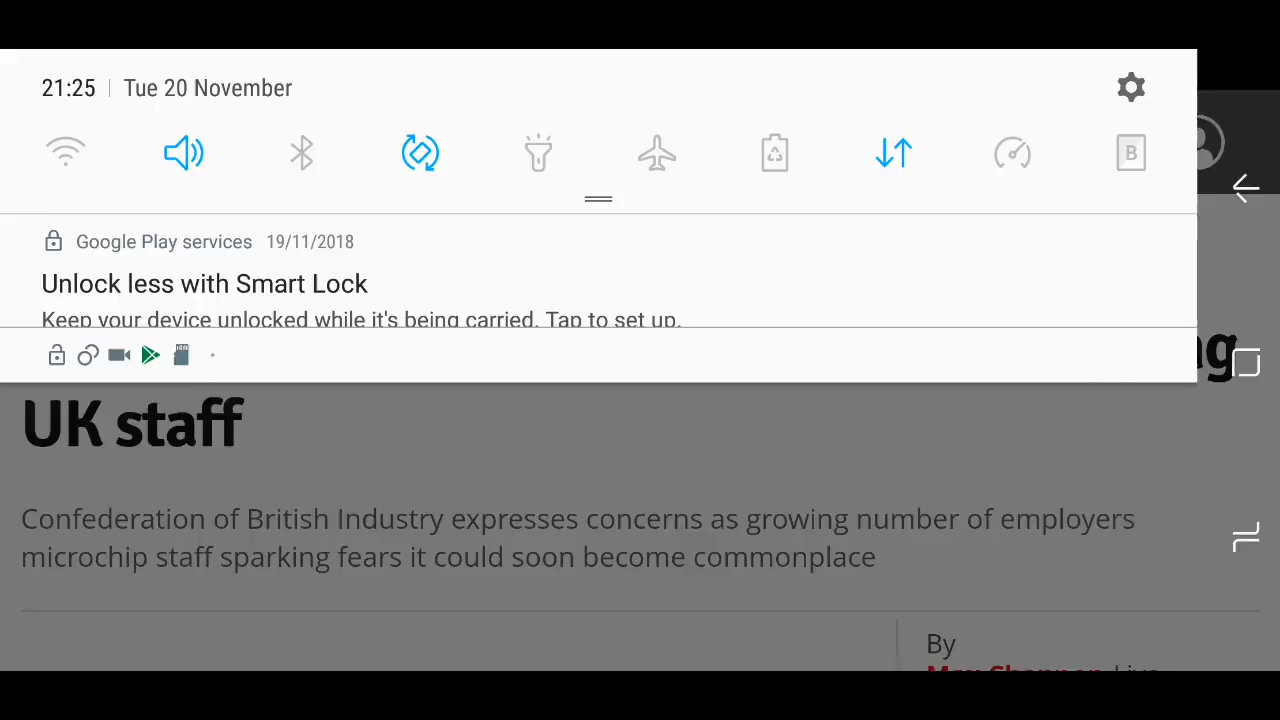 21:25 Tue 20 November
B
Google Play services 19/11/2018
Unlock less with Smart Lock
Keep your device unlocked while it's being carried. Tap to set up.
UK staff
Confederation of British Industry expresses concerns as growing number of employers
microchip staff sparking fears it could soon become commonplace
By